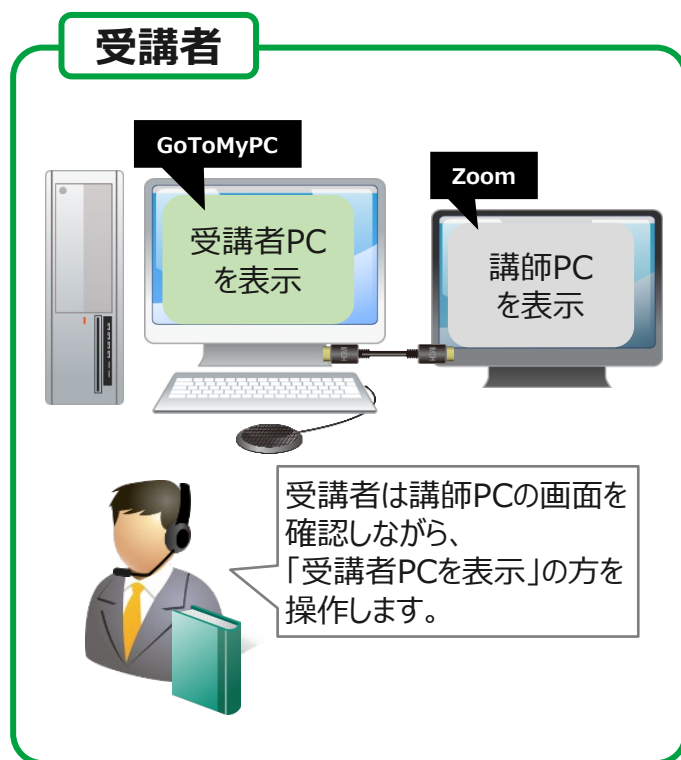 受講者
GoToMyPC
Zoom
受講者PC
を表示
講師PC
を表示
HDMI
HDMI
受講者は講師PCの画面を
確認しながら、
「受講者PCを表示」の方を
操作します。